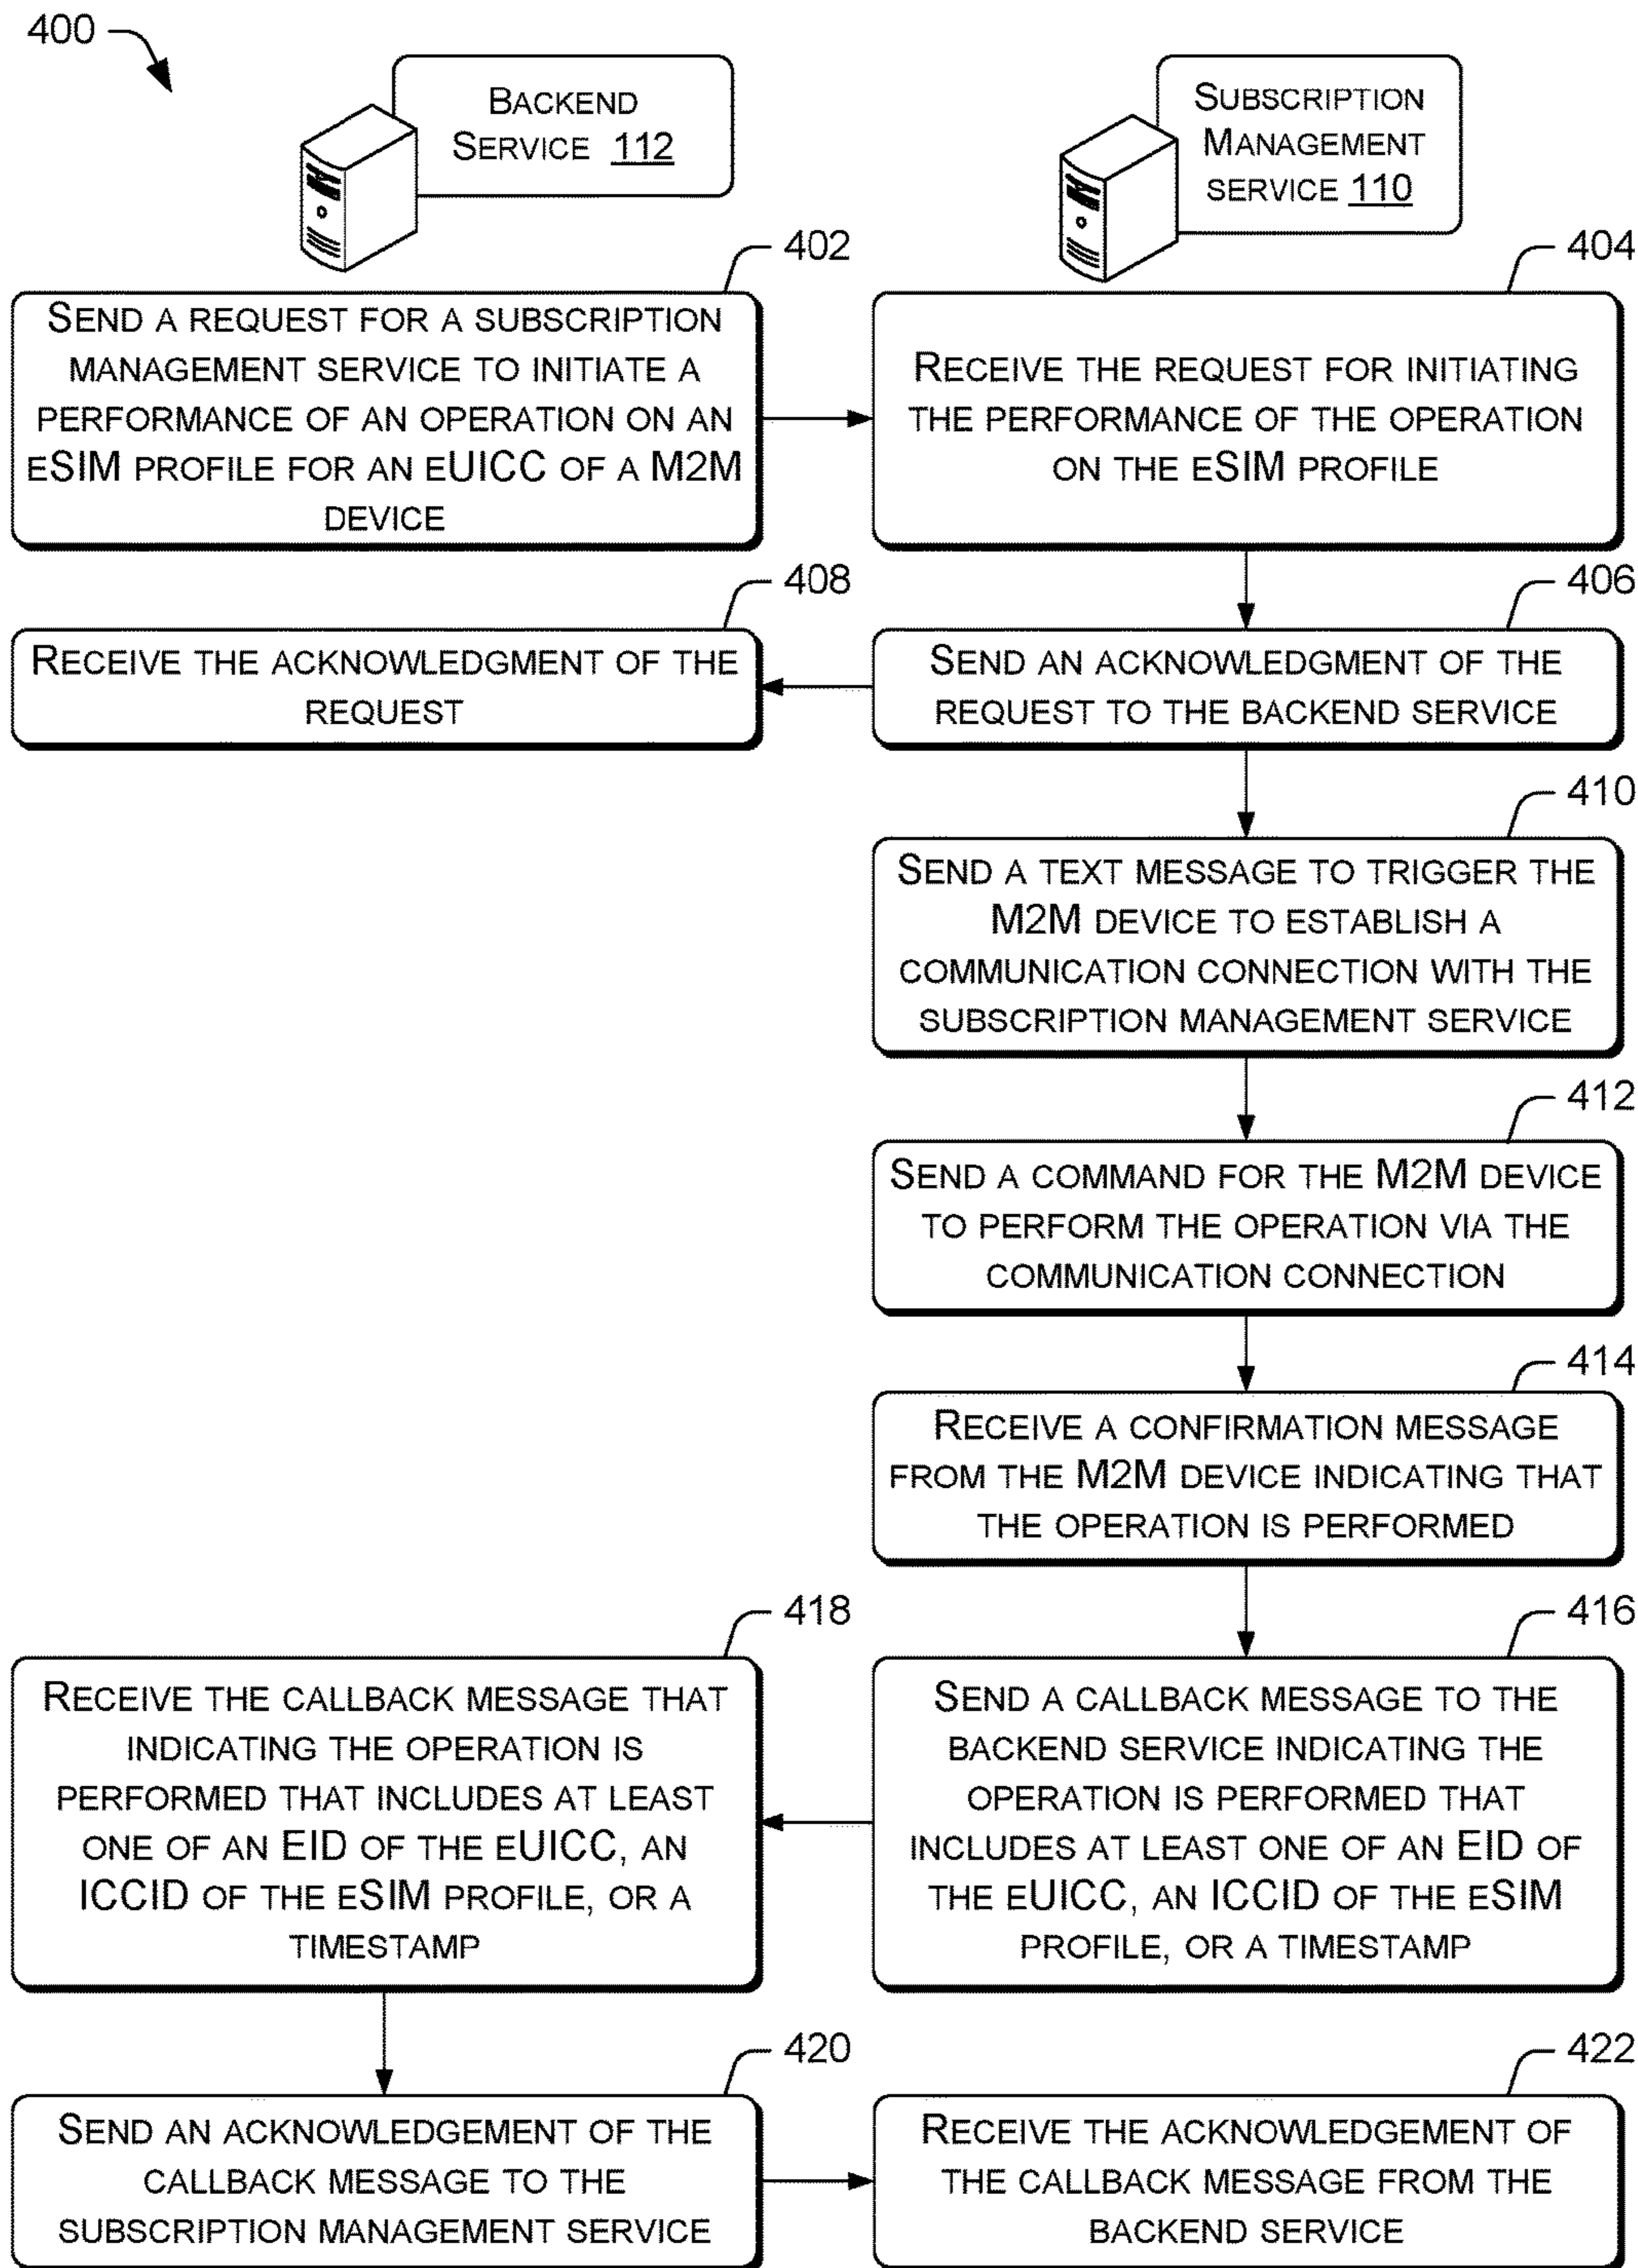 400
BACKEND
SERVICE 112
SUBSCRIPTION
MANAGEMENT
SERVICE 110
402
SEND A REQUEST FOR A SUBSCRIPTION
MANAGEMENT SERVICE TO INITIATE A
PERFORMANCE OF AN OPERATION ON AN
ESIM PROFILE FOR AN EUICC OF A M2M
DEVICE
404
RECEIVE THE REQUEST FOR INITIATING
THE PERFORMANCE OF THE OPERATION
ON THE ESIM PROFILE
408
RECEIVE THE ACKNOWLEDGMENT OF THE
REQUEST
406
SEND AN ACKNOWLEDGMENT OF THE
REQUEST TO THE BACKEND SERVICE
410
SEND A TEXT MESSAGE TO TRIGGER THE
M2M DEVICE TO ESTABLISH A
COMMUNICATION CONNECTION WITH THE
SUBSCRIPTION MANAGEMENT SERVICE
412
SEND A COMMAND FOR THE M2M DEVICE
TO PERFORM THE OPERATION VIA THE
COMMUNICATION CONNECTION
414
RECEIVE A CONFIRMATION MESSAGE
FROM THE M2M DEVICE INDICATING THAT
THE OPERATION IS PERFORMED
418
RECEIVE THE CALLBACK MESSAGE THAT
INDICATING THE OPERATION IS
PERFORMED THAT INCLUDES AT LEAST
ONE OF AN EID OF THE EUICC, AN
ICCID OF THE ESIM PROFILE, OR A
TIMESTAMP
416
SEND A CALLBACK MESSAGE TO THE
BACKEND SERVICE INDICATING THE
OPERATION IS PERFORMED THAT
INCLUDES AT LEAST ONE OF AN EID OF
THE EUICC, AN ICCID OF THE ESIM
PROFILE, OR A TIMESTAMP
420
SEND AN ACKNOWLEDGEMENT OF THE
CALLBACK MESSAGE TO THE
SUBSCRIPTION MANAGEMENT SERVICE
422
RECEIVE THE ACKNOWLEDGEMENT OF
THE CALLBACK MESSAGE FROM THE
BACKEND SERVICE